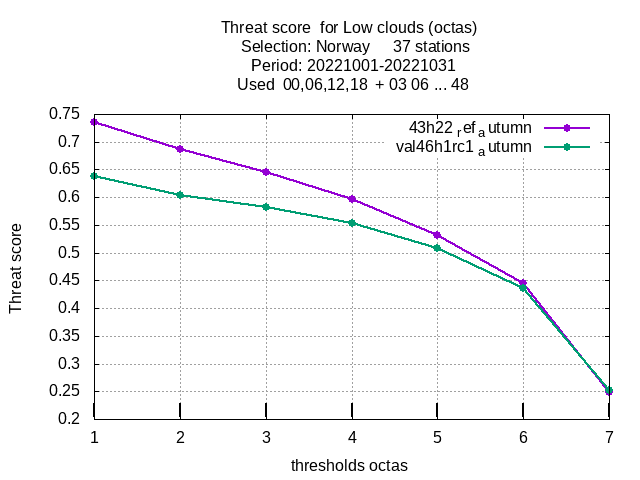 Threat score  for Low clouds (octas)
Selection: Norway     37 stations
Period: 20221001-20221031
Used  00,06,12,18  + 03 06 ... 48
0.75
0.7
0.65
0.6
0.55
0.5
0.45
0.4
0.35
0.3
0.25
0.2
43h22 ref autumn
val46h1rc1 autumn
Threat score
1 2 3 4 5 6 7
thresholds octas